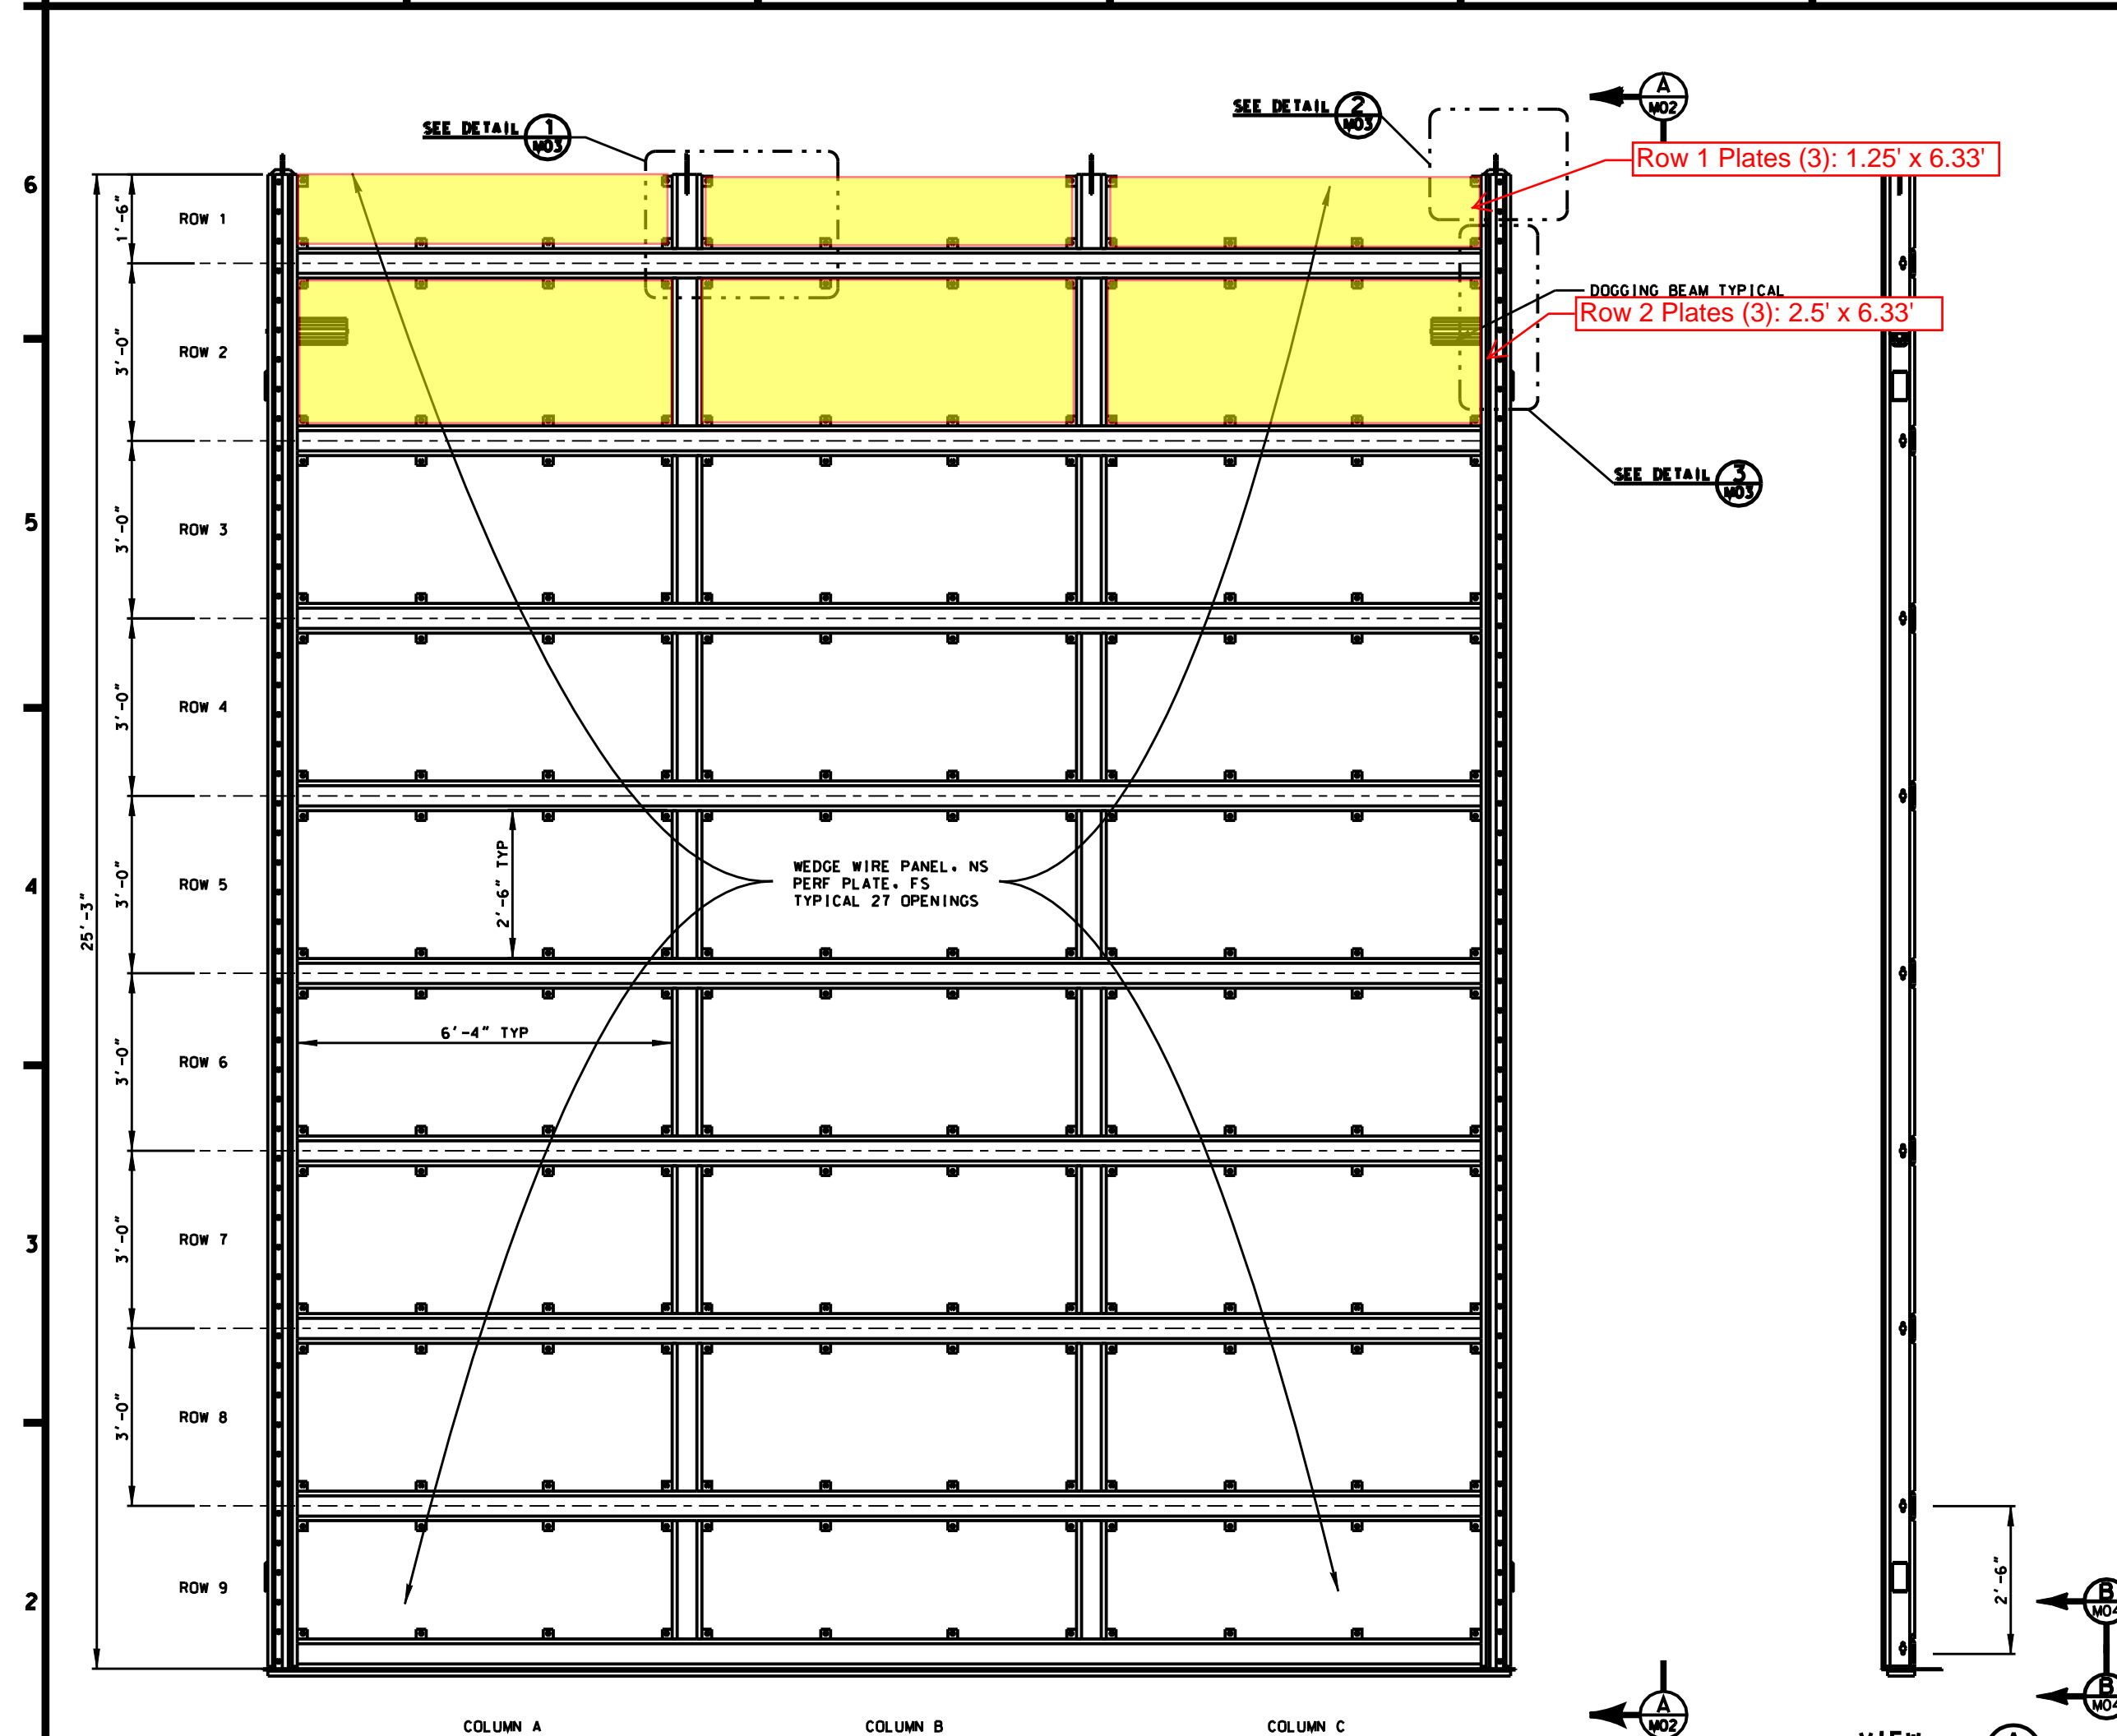 A
M02
SEE DETAIL 1
M03
SEE DETAIL 2
M03
Row 1 Plates (3): 1.25' x 6.33'
6
1'-6"
ROW 1
DOGGING BEAM TYPICAL
Row 2 Plates (3): 2.5' x 6.33'
3'-0"
ROW 2
SEE DETAIL 3
M03
5
3'-0"
ROW 3
3'-0"
ROW 4
4
25'-3"
3'-0"
ROW 5
2'-6" TYP
WEDGE WIRE PANEL, NS
PERF PLATE, FS
TYPICAL 27 OPENINGS
6'-4" TYP
3'-0"
ROW 6
3
3'-0"
ROW 7
3'-0"
ROW 8
2
ROW 9
2'-6"
B
M04
B
M04
A
M02
COLUMN A
COLUMN B
COLUMN C
VIEW
A